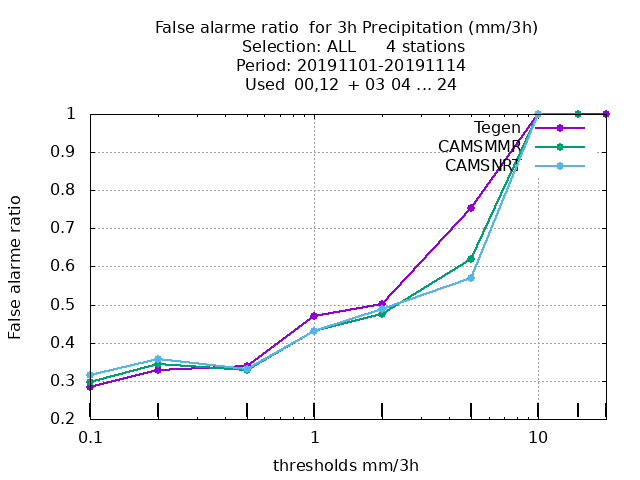 False alarme ratio  for 3h Precipitation (mm/3h)
Selection: ALL      4 stations
Period: 20191101-20191114
Used  00,12  + 03 04 ... 24
Tegen
CAMSMMR
CAMSNRT
1
0.9
0.8
0.7
0.6
0.5
0.4
0.3
0.2
False alarme ratio
0.1 1 10
thresholds mm/3h